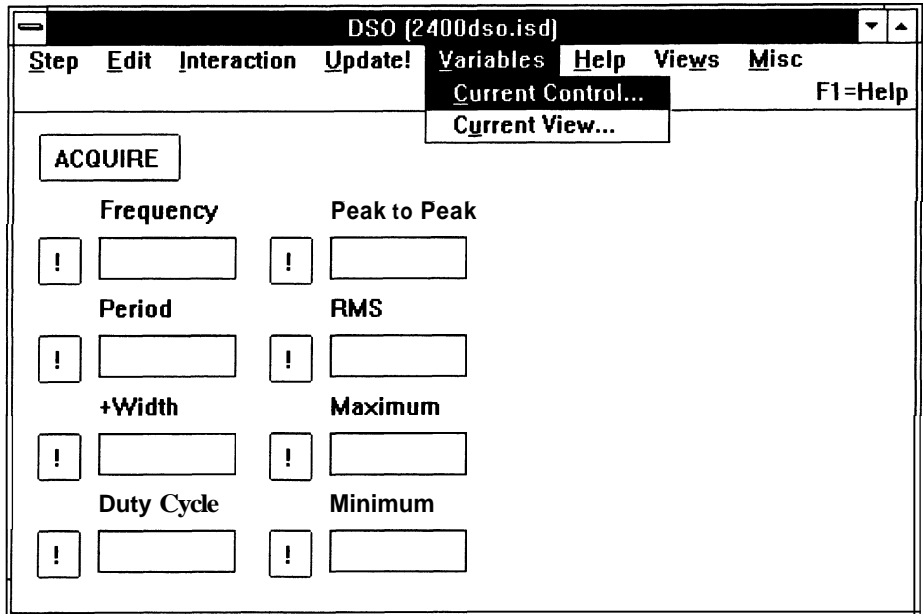 DSO (2400dso.isd)
Step Edit Interaction Update! Variables Help Views Misc
Current Control... F1=Help
Current View...
ACQUIRE
Frequency Peak to Peak
! !
Period RMS
! !
+Width Maximum
! !
Duty Cycle Minimum
! !